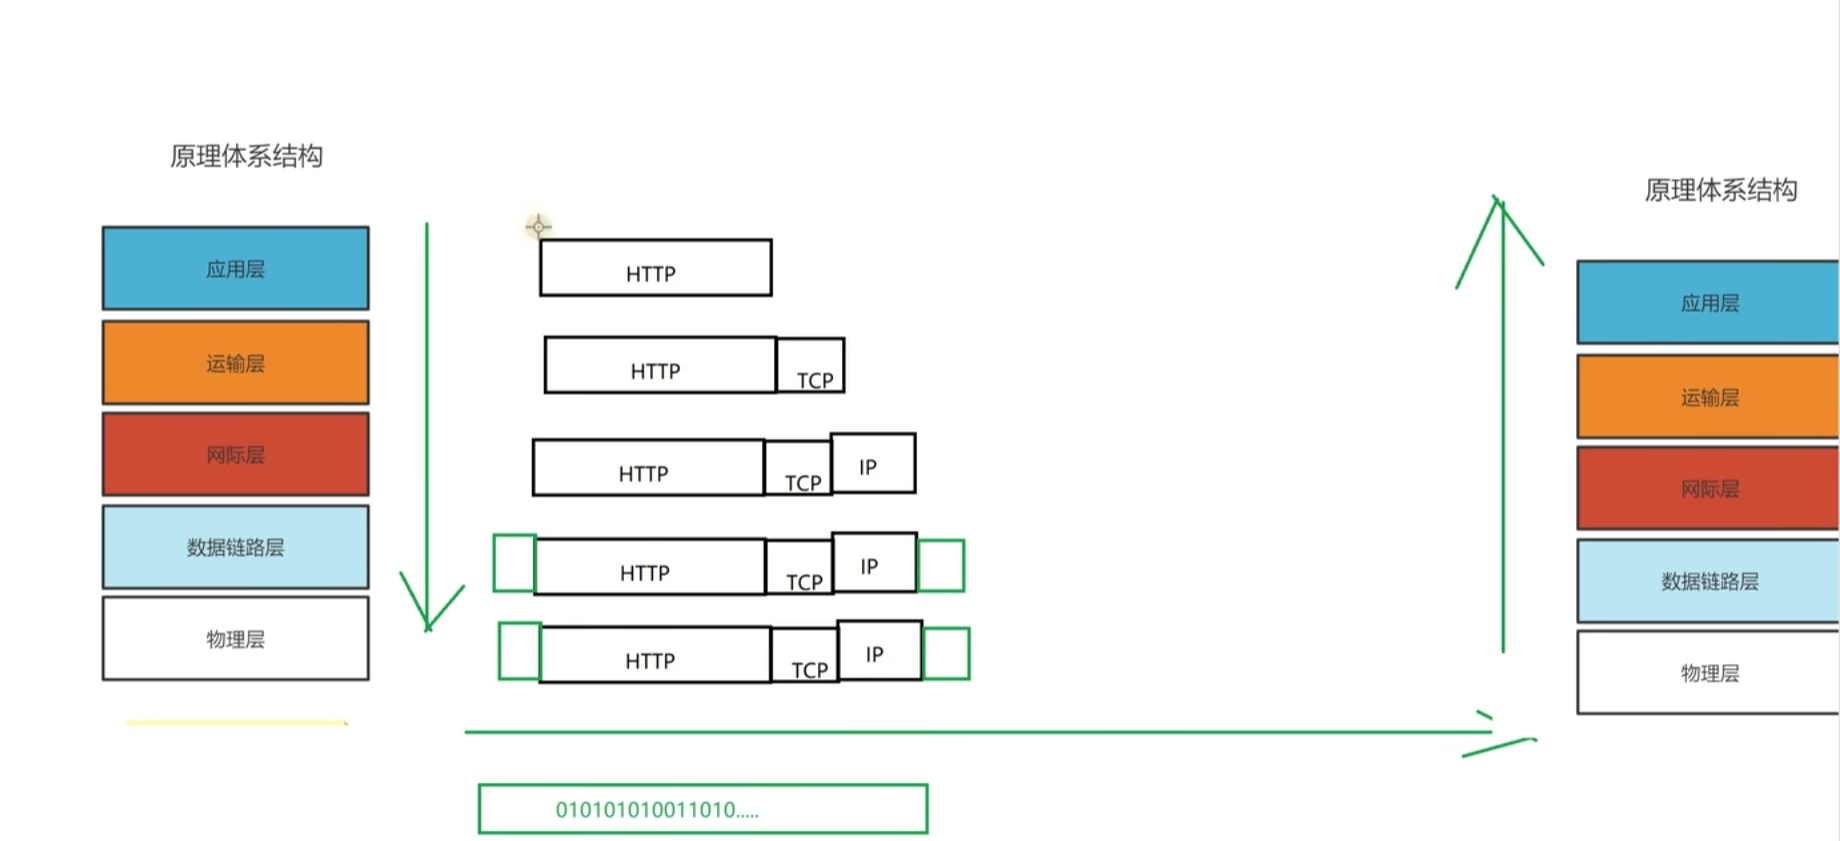 原理体系结构
应用层
运输层
网际层
数据链路层
物理层
HTTP
HTTP TCP
HTTP TCP IP
HTTP TCP IP
HTTP TCP IP
010101010011010.....
原理体系结构
应用层
运输层
网际层
数据链路层
物理层